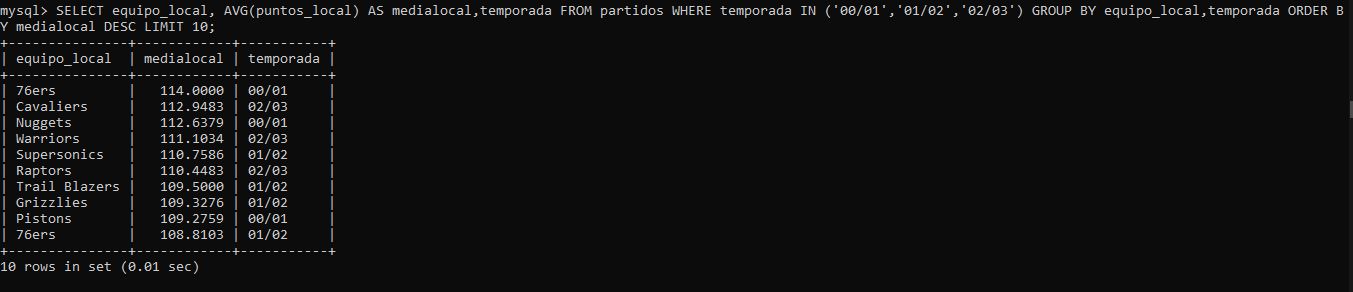 mysql> SELECT equipo_local, AVG(puntos_local) AS medialocal,temporada FROM partidos WHERE temporada IN ('00/01','01/02','02/03') GROUP BY equipo_local,temporada ORDER B
Y medialocal DESC LIMIT 10;
+---------------+------------+-----------+
| equipo_local  | medialocal | temporada |
+---------------+------------+-----------+
| 76ers         |   114.0000 | 00/01     |
| Cavaliers     |   112.9483 | 02/03     |
| Nuggets       |   112.6379 | 00/01     |
| Warriors      |   111.1034 | 02/03     |
| Supersonics   |   110.7586 | 01/02     |
| Raptors       |   110.4483 | 02/03     |
| Trail Blazers |   109.5000 | 01/02     |
| Grizzlies     |   109.3276 | 01/02     |
| Pistons       |   109.2759 | 00/01     |
| 76ers         |   108.8103 | 01/02     |
+---------------+------------+-----------+
10 rows in set (0.01 sec)